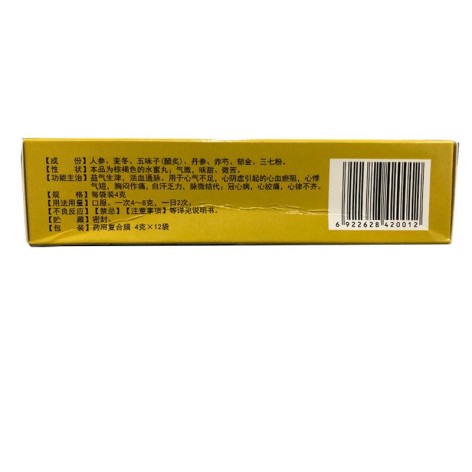 【成 份】人参、麦冬、五味子(醋炙)、丹参、赤芍、郁金、三七粉。
【性 状】本品为棕褐色的水蜜丸;气微,味甜、微苦。
【功能主治】益气生津,活血通脉。用于心气不足,心阴虚引起的心血瘀阻,心悸
气短,胸闷作痛,自汗乏力,脉微结代;冠心病,心绞痛,心律不齐。
【规 格】每袋装4克
【用法用量】口服。一次4~8克,一日2次。
【不良反应】【禁忌】【注意事项】等详见说明书。
【贮 藏】密封。
【包 装】药用复合膜 4克×12袋
6 922628 420012